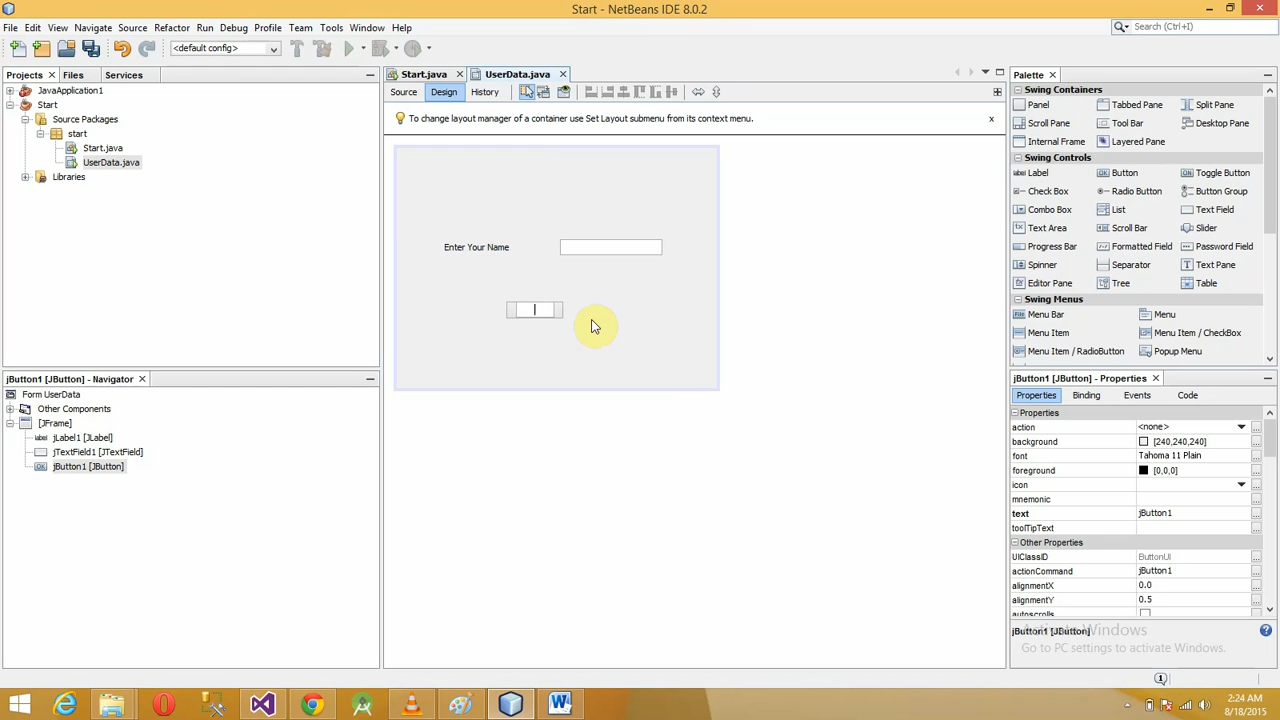 Start - NetBeans IDE 8.0.2
File Edit View Navigate Source Refactor Run Debug Profile Team Tools Window Help
Search (Ctrl+I)
<default config>
Projects Files Services
JavaApplication1
Start
Source Packages
start
Start.java
UserData.java
Libraries
Start.java UserData.java
Source Design History
To change layout manager of a container use Set Layout submenu from its context menu.
x
Enter Your Name
Palette
Swing Containers
Panel Tabbed Pane Split Pane
Scroll Pane Tool Bar Desktop Pane
Internal Frame Layered Pane
Swing Controls
Label Button Toggle Button
Check Box Radio Button Button Group
Combo Box List Text Field
Text Area Scroll Bar Slider
Progress Bar Formatted Field Password Field
Spinner Separator Text Pane
Editor Pane Tree Table
Swing Menus
Menu Bar Menu
Menu Item Menu Item / CheckBox
Menu Item / RadioButton Popup Menu
jButton1 [JButton] - Navigator
Form UserData
Other Components
[JFrame]
jLabel1 [JLabel]
jTextField1 [JTextField]
jButton1 [JButton]
jButton1 [JButton] - Properties
Properties Binding Events Code
Properties
action <none>
background [240,240,240]
font Tahoma 11 Plain
foreground [0,0,0]
icon
mnemonic
text jButton1
toolTipText
Other Properties
UIClassID ButtonUI
actionCommand jButton1
alignmentX 0.0
alignmentY 0.5
autoscrolls
jButton1 [JButton]
Activate Windows
Go to PC settings to activate Windows.
2:24 AM
8/18/2015